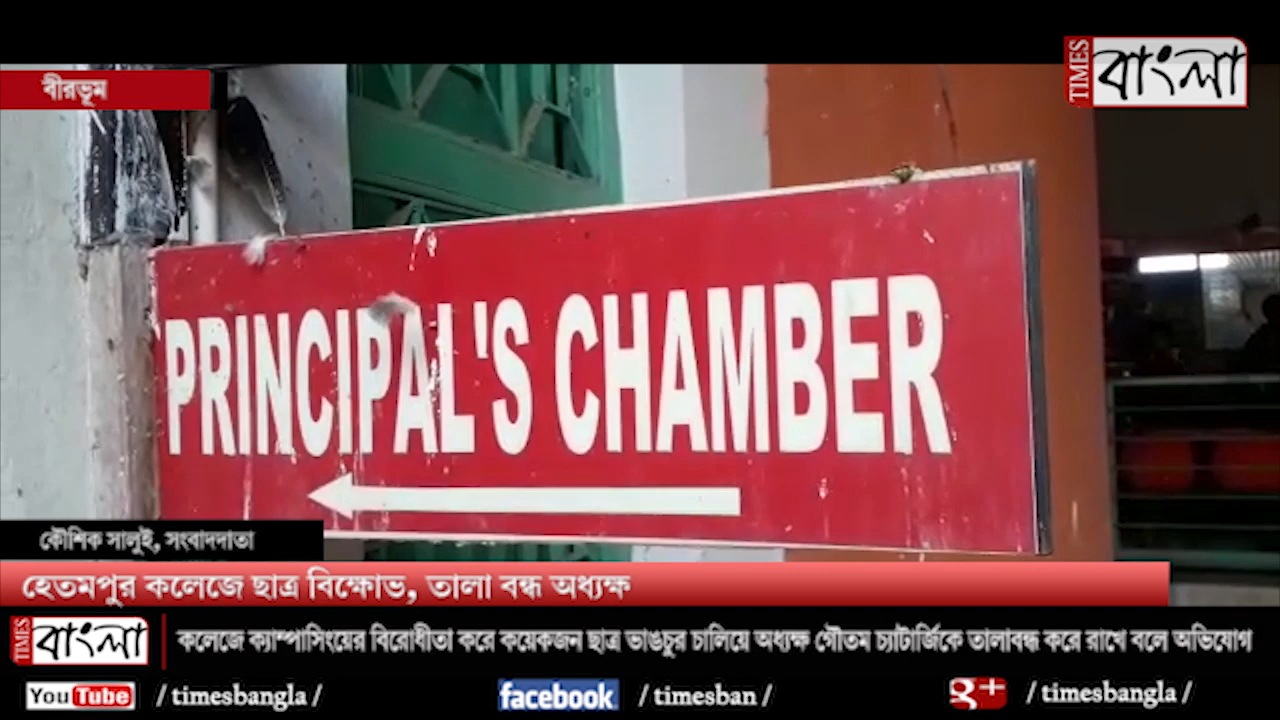 TIMES বাংলা
বীরভূম
PRINCIPAL'S CHAMBER
কৌশিক সালুই, সংবাদদাতা
হেতমপুর কলেজে ছাত্র বিক্ষোভ, তালা বন্ধ অধ্যক্ষ
TIMES বাংলা
কলেজে ক্যাম্পাসিংয়ের বিরোধীতা করে কয়েকজন ছাত্র ভাঙচুর চালিয়ে অধ্যক্ষ গৌতম চ্যাটার্জিকে তালাবন্ধ করে রাখে বলে অভিযোগ
YouTube / timesbangla / facebook / timesban / g+ / timesbangla /